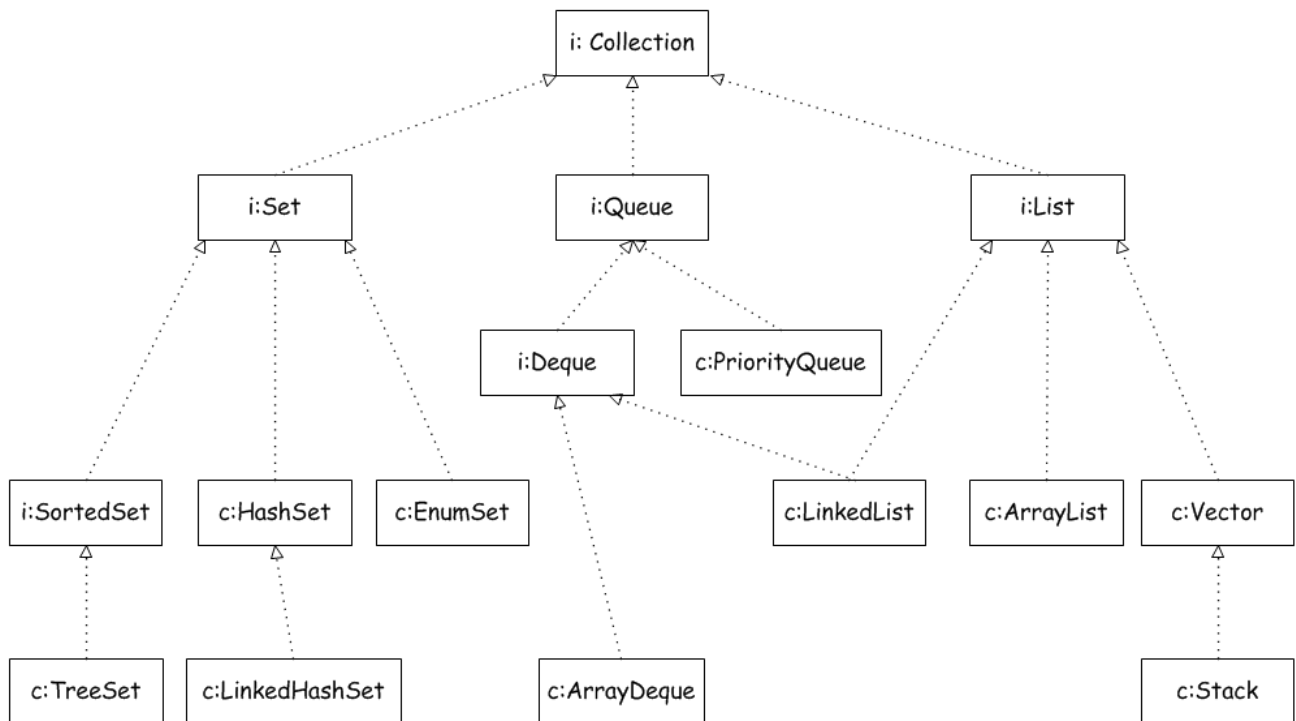 i: Collection
i:Set
i:Queue
i:List
i:Deque
c:PriorityQueue
i:SortedSet
c:HashSet
c:EnumSet
c:LinkedList
c:ArrayList
c:Vector
c:TreeSet
c:LinkedHashSet
c:ArrayDeque
c:Stack